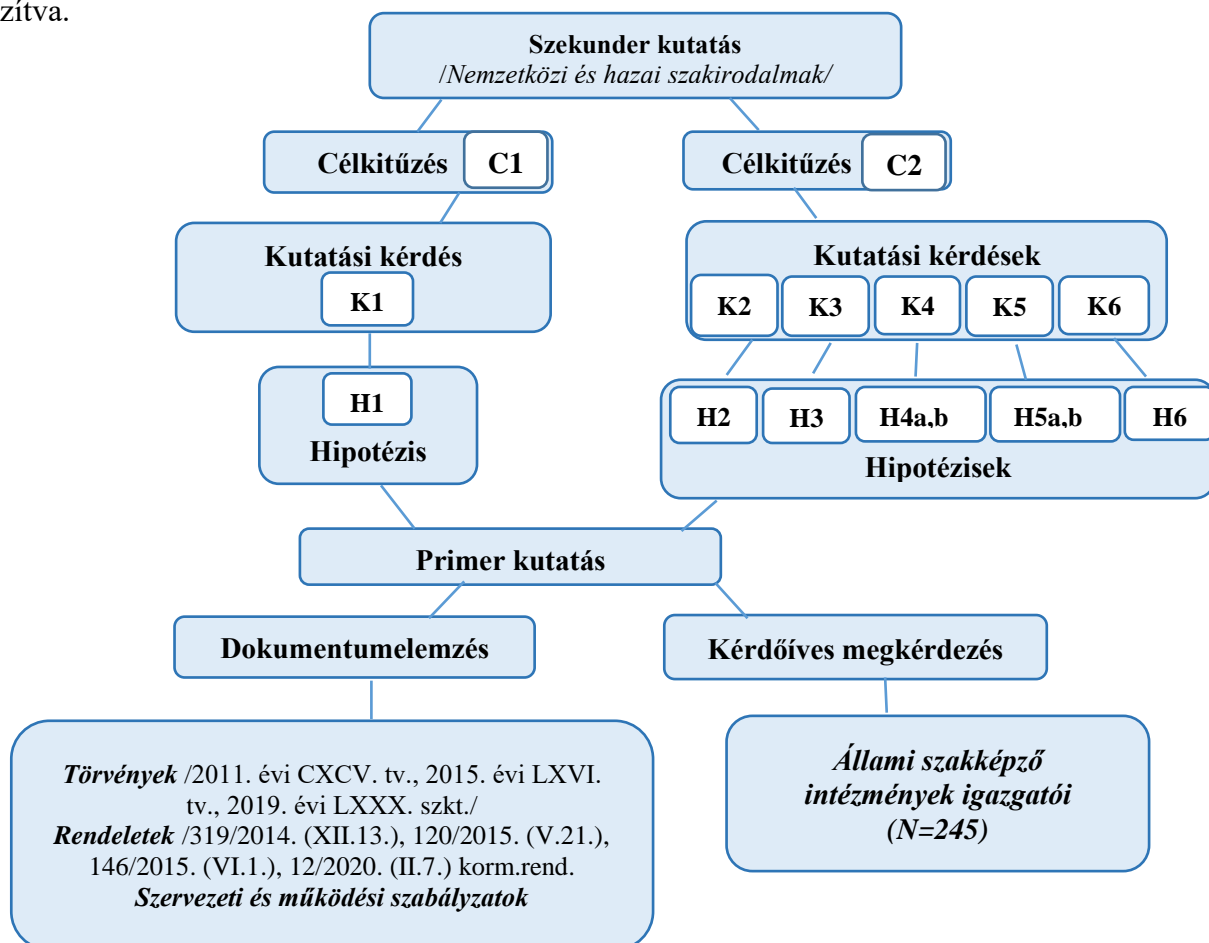 zítva.
Szekunder kutatás
/Nemzetközi és hazai szakirodalmak/
Célkitűzés C1
Célkitűzés C2
Kutatási kérdés
K1
Kutatási kérdések
K2 K3 K4 K5 K6
H1
Hipotézis
H2 H3 H4a,b H5a,b H6
Hipotézisek
Primer kutatás
Dokumentumelemzés
Kérdőíves megkérdezés
Törvények /2011. évi CXCV. tv., 2015. évi LXVI.
tv., 2019. évi LXXX. szkt./
Rendeletek /319/2014. (XII.13.), 120/2015. (V.21.),
146/2015. (VI.1.), 12/2020. (II.7.) korm.rend.
Szervezeti és működési szabályzatok
Állami szakképző
intézmények igazgatói
(N=245)